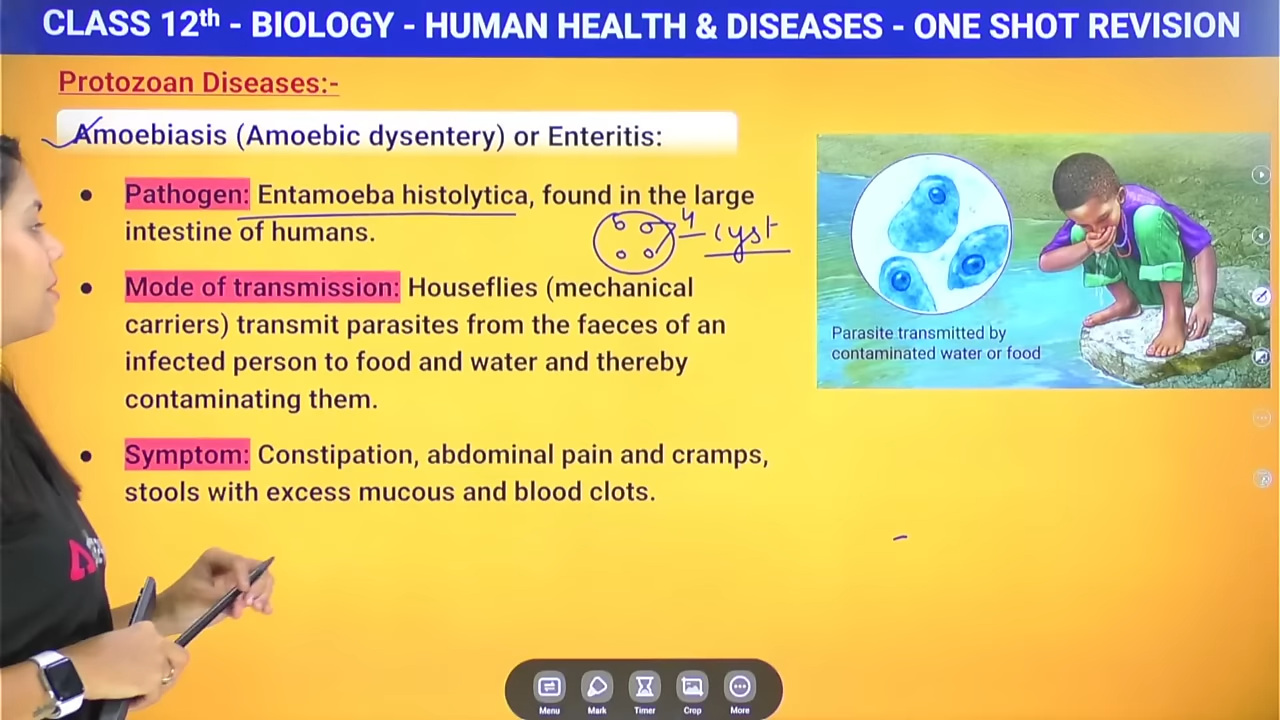 CLASS 12th - BIOLOGY - HUMAN HEALTH & DISEASES - ONE SHOT REVISION
Protozoan Diseases:-
Amoebiasis (Amoebic dysentery) or Enteritis:
● Pathogen: Entamoeba histolytica, found in the large
intestine of humans.
4 - cyst
● Mode of transmission: Houseflies (mechanical
carriers) transmit parasites from the faeces of an
infected person to food and water and thereby
contaminating them.
● Symptom: Constipation, abdominal pain and cramps,
stools with excess mucous and blood clots.
Parasite transmitted by
contaminated water or food
Menu Mark Timer Crop More